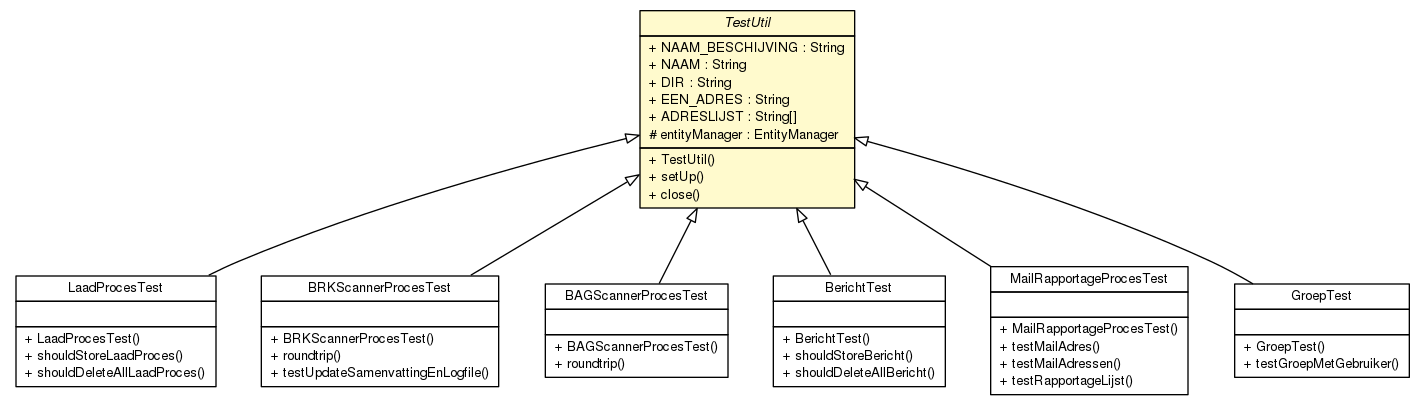 TestUtil
+ NAAM_BESCHIJVING : String
+ NAAM : String
+ DIR : String
+ EEN_ADRES : String
+ ADRESLIJST : String[]
# entityManager : EntityManager
+ TestUtil()
+ setUp()
+ close()
LaadProcesTest
+ LaadProcesTest()
+ shouldStoreLaadProces()
+ shouldDeleteAllLaadProces()
BRKScannerProcesTest
+ BRKScannerProcesTest()
+ roundtrip()
+ testUpdateSamenvattingEnLogfile()
BAGScannerProcesTest
+ BAGScannerProcesTest()
+ roundtrip()
BerichtTest
+ BerichtTest()
+ shouldStoreBericht()
+ shouldDeleteAllBericht()
MailRapportageProcesTest
+ MailRapportageProcesTest()
+ testMailAdres()
+ testMailAdressen()
+ testRapportageLijst()
GroepTest
+ GroepTest()
+ testGroepMetGebruiker()